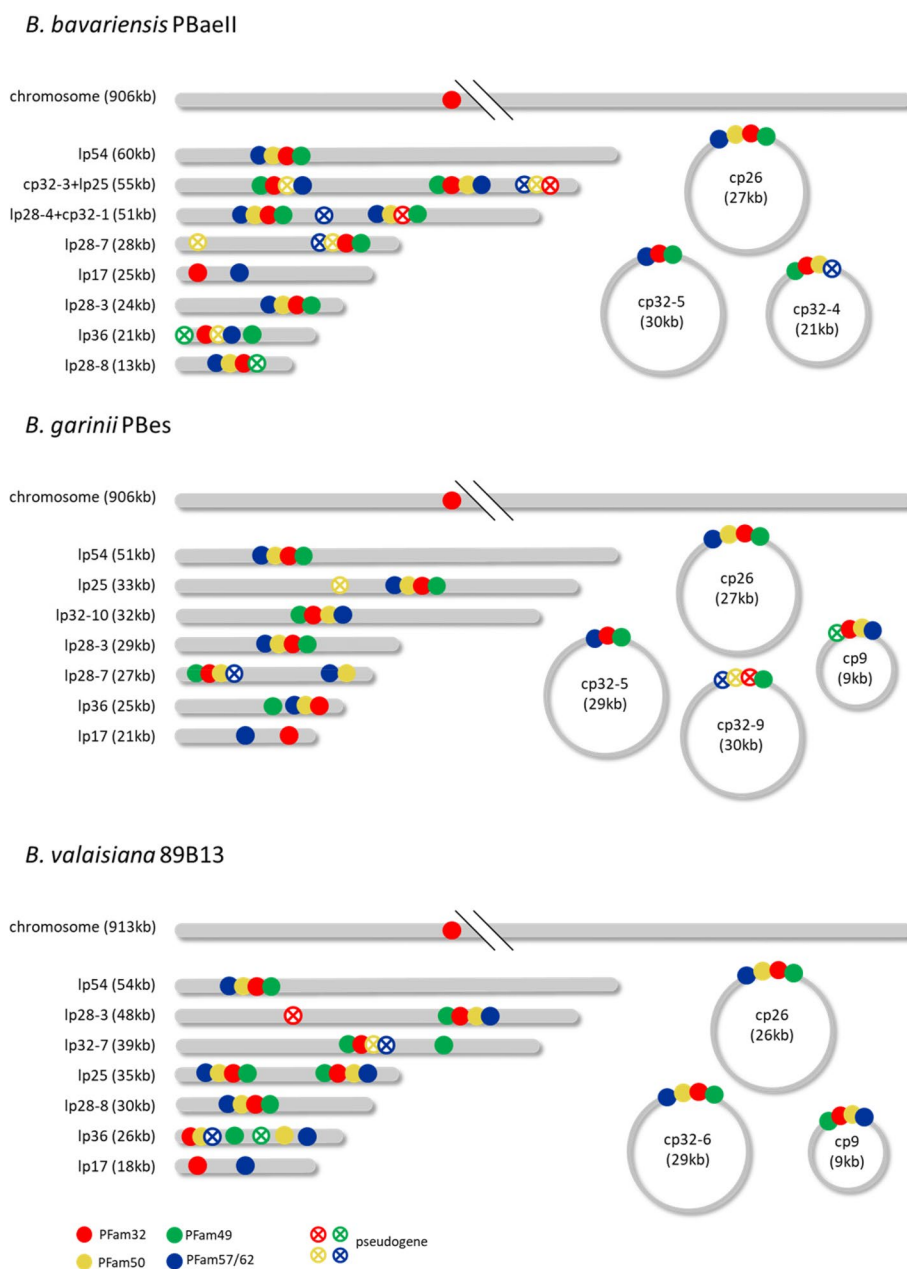 B. bavariensis PBaeII
chromosome (906kb)
lp54 (60kb)
cp32-3+lp25 (55kb)
lp28-4+cp32-1 (51kb)
lp28-7 (28kb)
lp17 (25kb)
lp28-3 (24kb)
lp36 (21kb)
lp28-8 (13kb)
cp26
(27kb)
cp32-5
(30kb)
cp32-4
(21kb)
B. garinii PBes
chromosome (906kb)
lp54 (51kb)
lp25 (33kb)
lp32-10 (32kb)
lp28-3 (29kb)
lp28-7 (27kb)
lp36 (25kb)
lp17 (21kb)
cp26
(27kb)
cp9
(9kb)
cp32-5
(29kb)
cp32-9
(30kb)
B. valaisiana 89B13
chromosome (913kb)
lp54 (54kb)
lp28-3 (48kb)
lp32-7 (39kb)
lp25 (35kb)
lp28-8 (30kb)
lp36 (26kb)
lp17 (18kb)
cp26
(26kb)
cp32-6
(29kb)
cp9
(9kb)
PFam32
PFam49
pseudogene
PFam50
PFam57/62